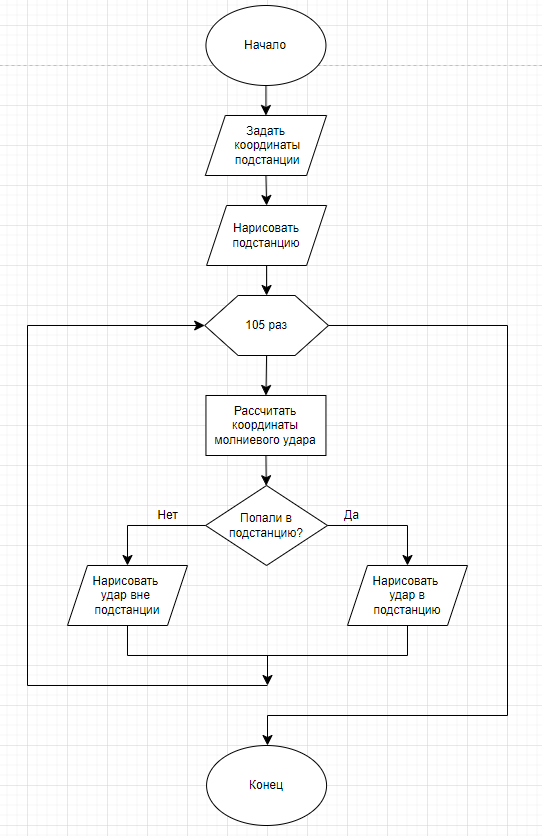 Начало
Задать
координаты
подстанции
Нарисовать
подстанцию
105 раз
Рассчитать
координаты
молниевого удара
Попали в
подстанцию?
Нет
Да
Нарисовать
удар вне
подстанции
Нарисовать
удар в
подстанцию
Конец